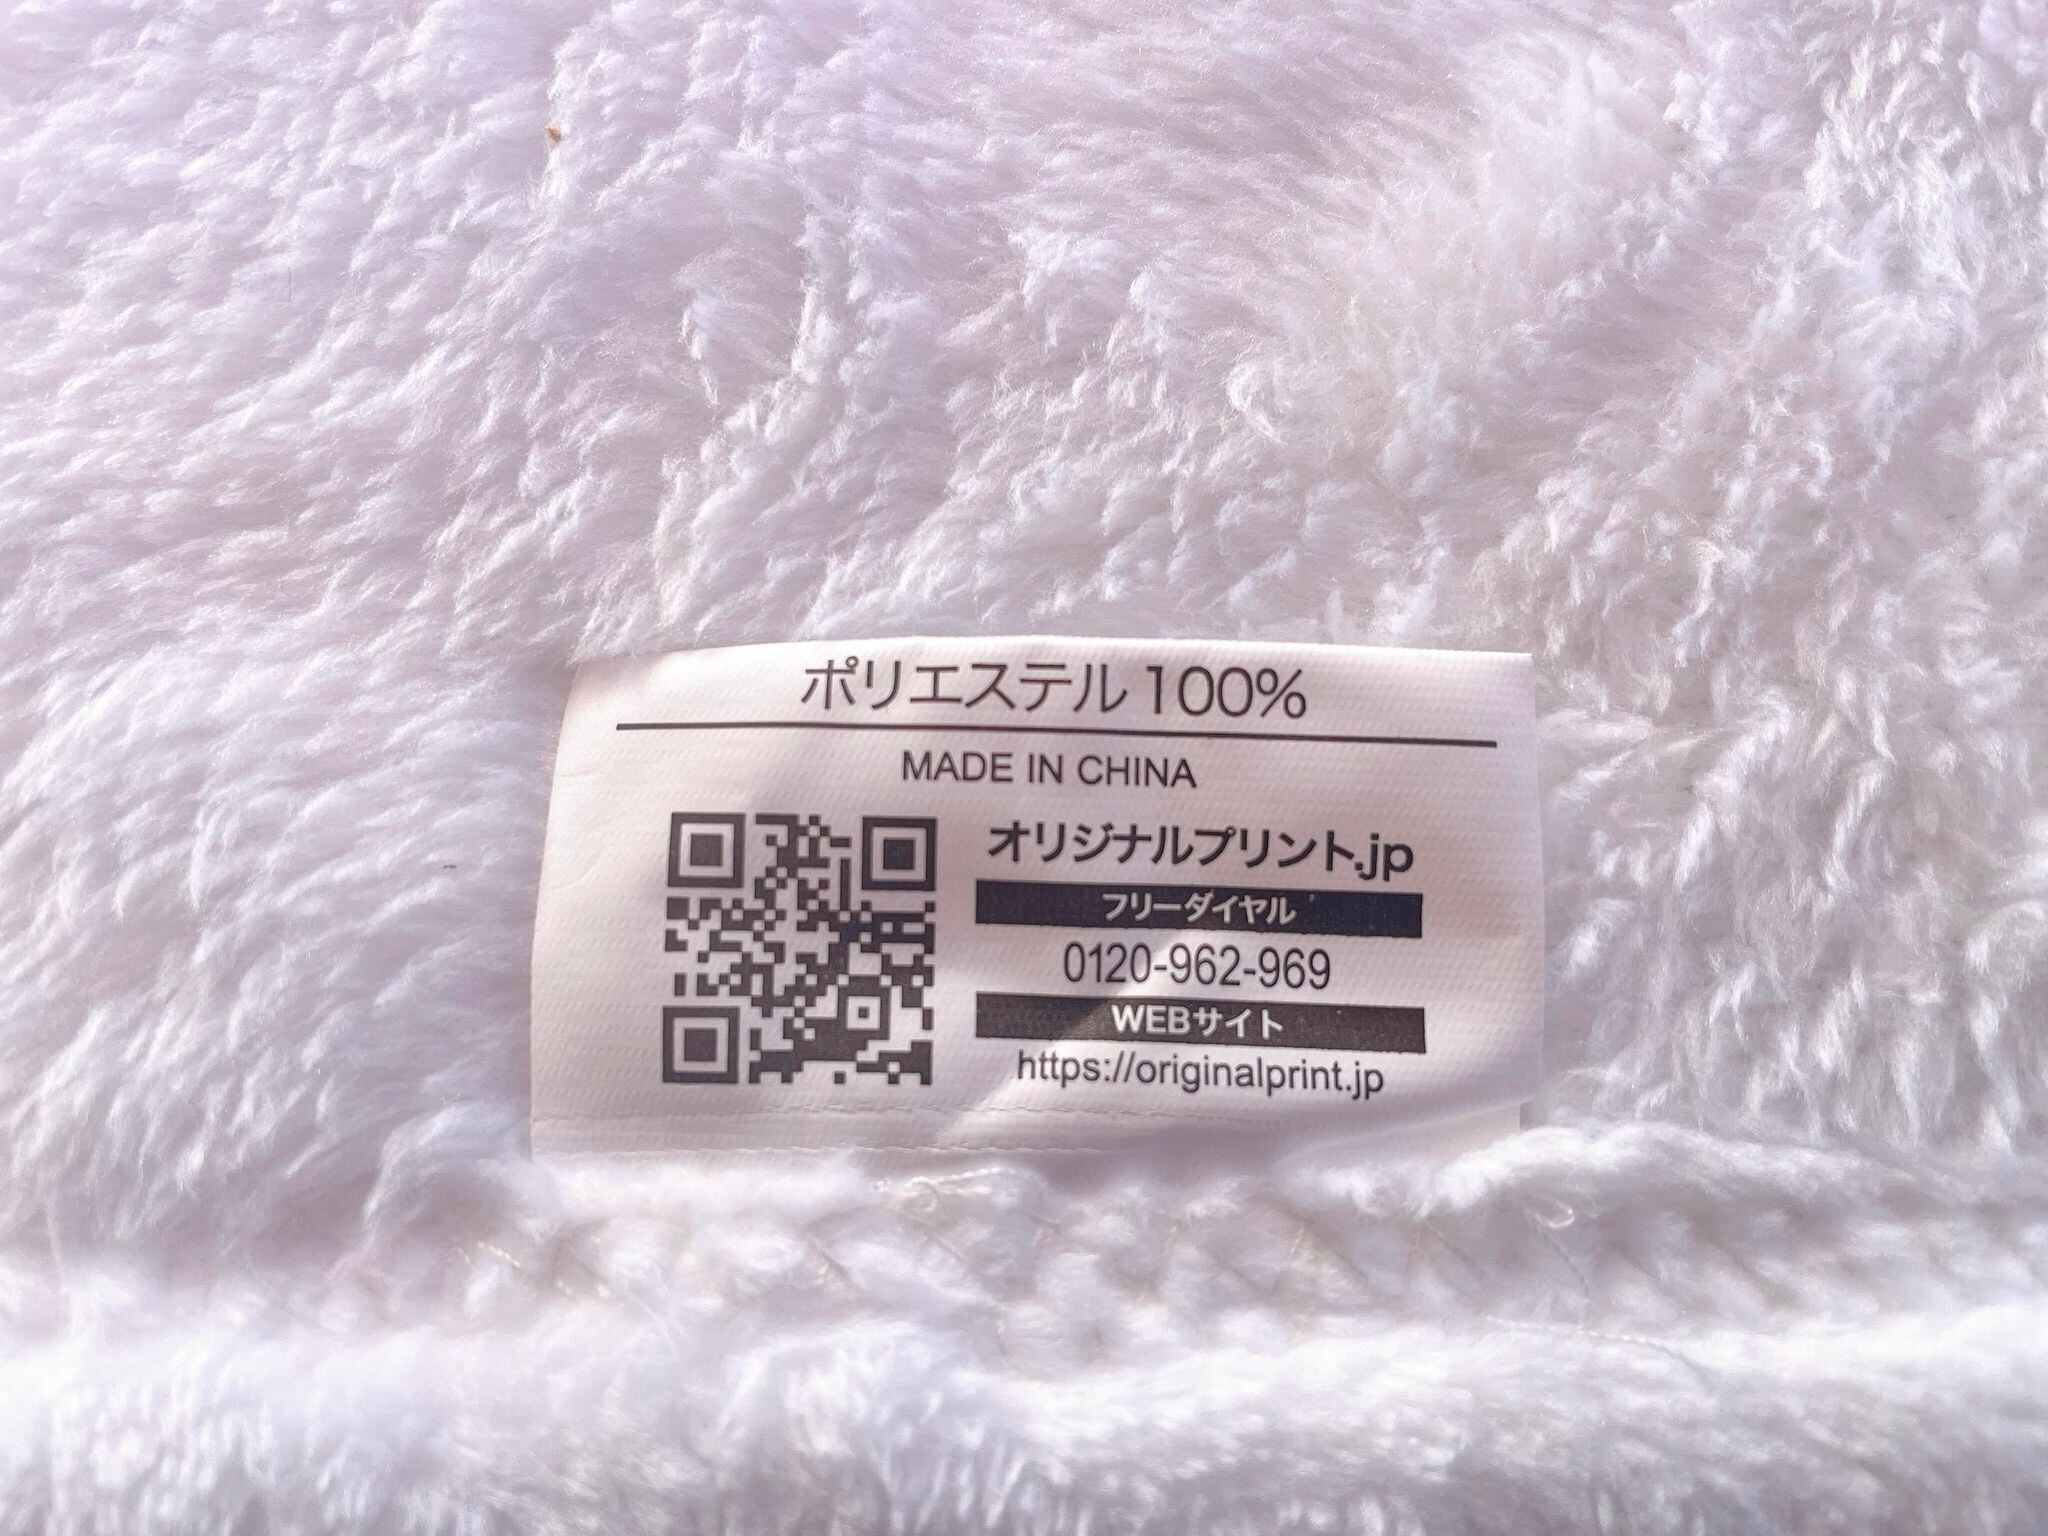 ポリエステル100%
MADE IN CHINA
オリジナルプリント.jp
フリーダイヤル
0120-962-969
WEBサイト
https://originalprint.jp